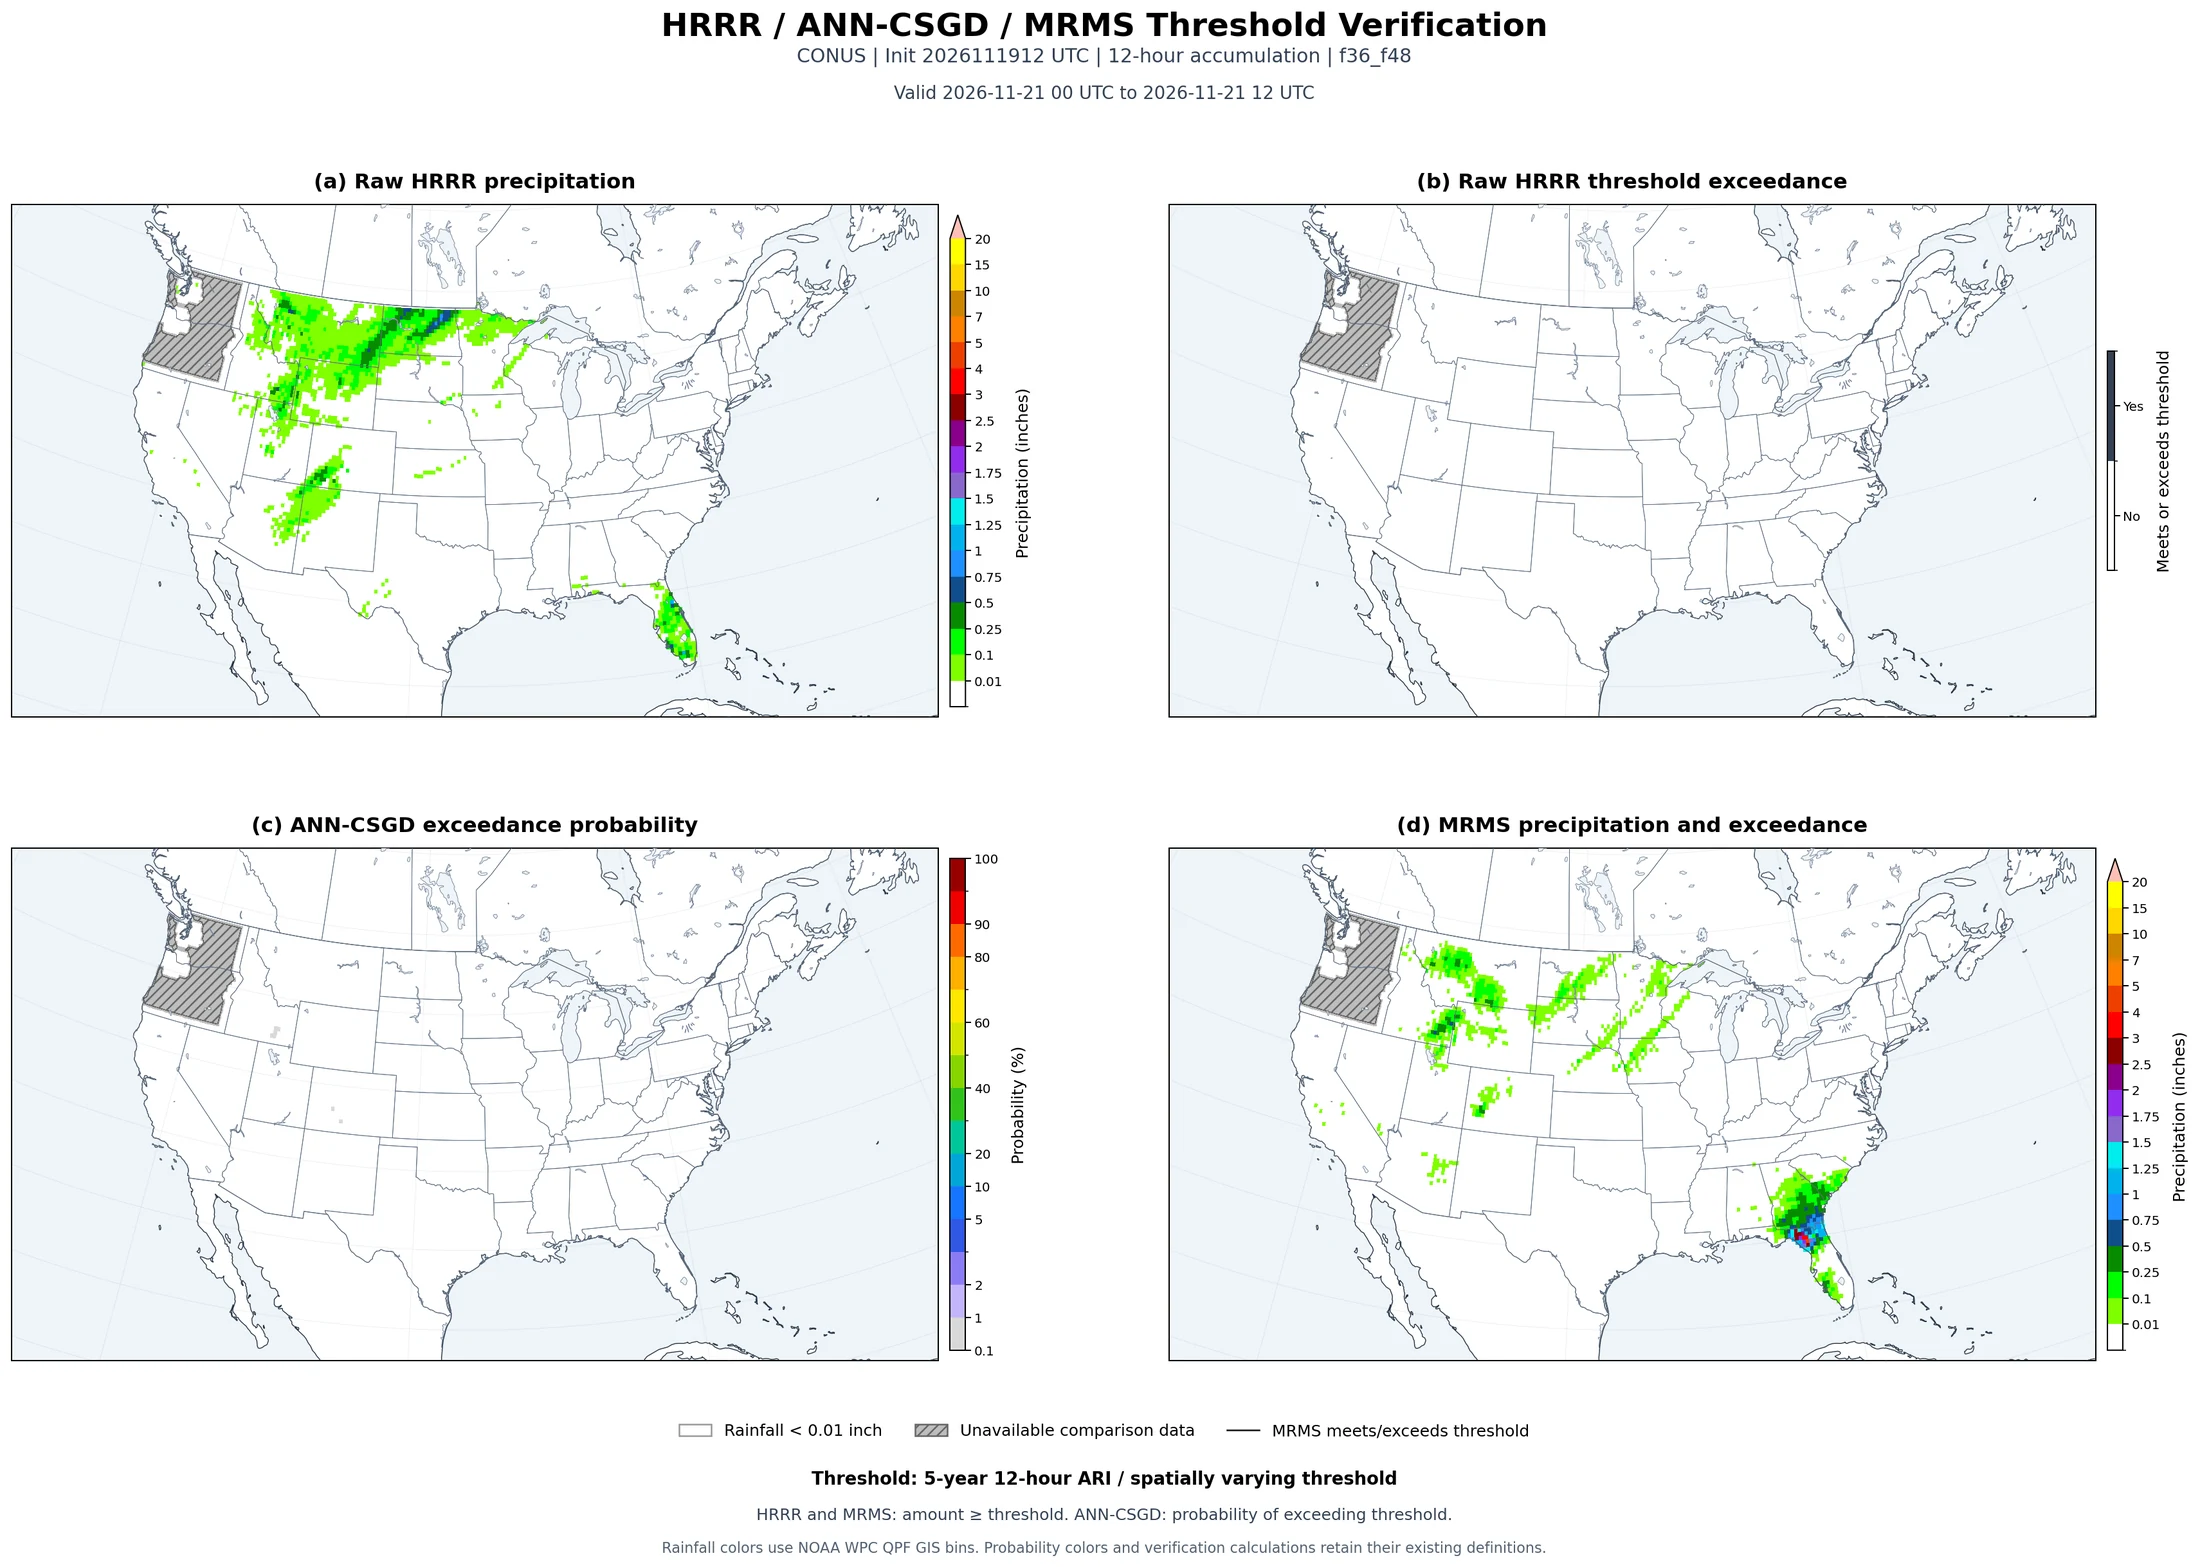 HRRR / ANN-CSGD / MRMS Threshold Verification
CONUS | Init 2026111912 UTC | 12-hour accumulation | f36_f48
Valid 2026-11-21 00 UTC to 2026-11-21 12 UTC
(a) Raw HRRR precipitation
20
15
10
7
5
4
3
2.5
2
1.75
1.5
1.25
1
0.75
0.5
0.25
0.1
0.01
Precipitation (inches)
(b) Raw HRRR threshold exceedance
Yes
No
Meets or exceeds threshold
(c) ANN-CSGD exceedance probability
100
90
80
60
40
20
10
5
2
1
0.1
Probability (%)
(d) MRMS precipitation and exceedance
20
15
10
7
5
4
3
2.5
2
1.75
1.5
1.25
1
0.75
0.5
0.25
0.1
0.01
Precipitation (inches)
Rainfall < 0.01 inch
Unavailable comparison data
MRMS meets/exceeds threshold
Threshold: 5-year 12-hour ARI / spatially varying threshold
HRRR and MRMS: amount ≥ threshold. ANN-CSGD: probability of exceeding threshold.
Rainfall colors use NOAA WPC QPF GIS bins. Probability colors and verification calculations retain their existing definitions.